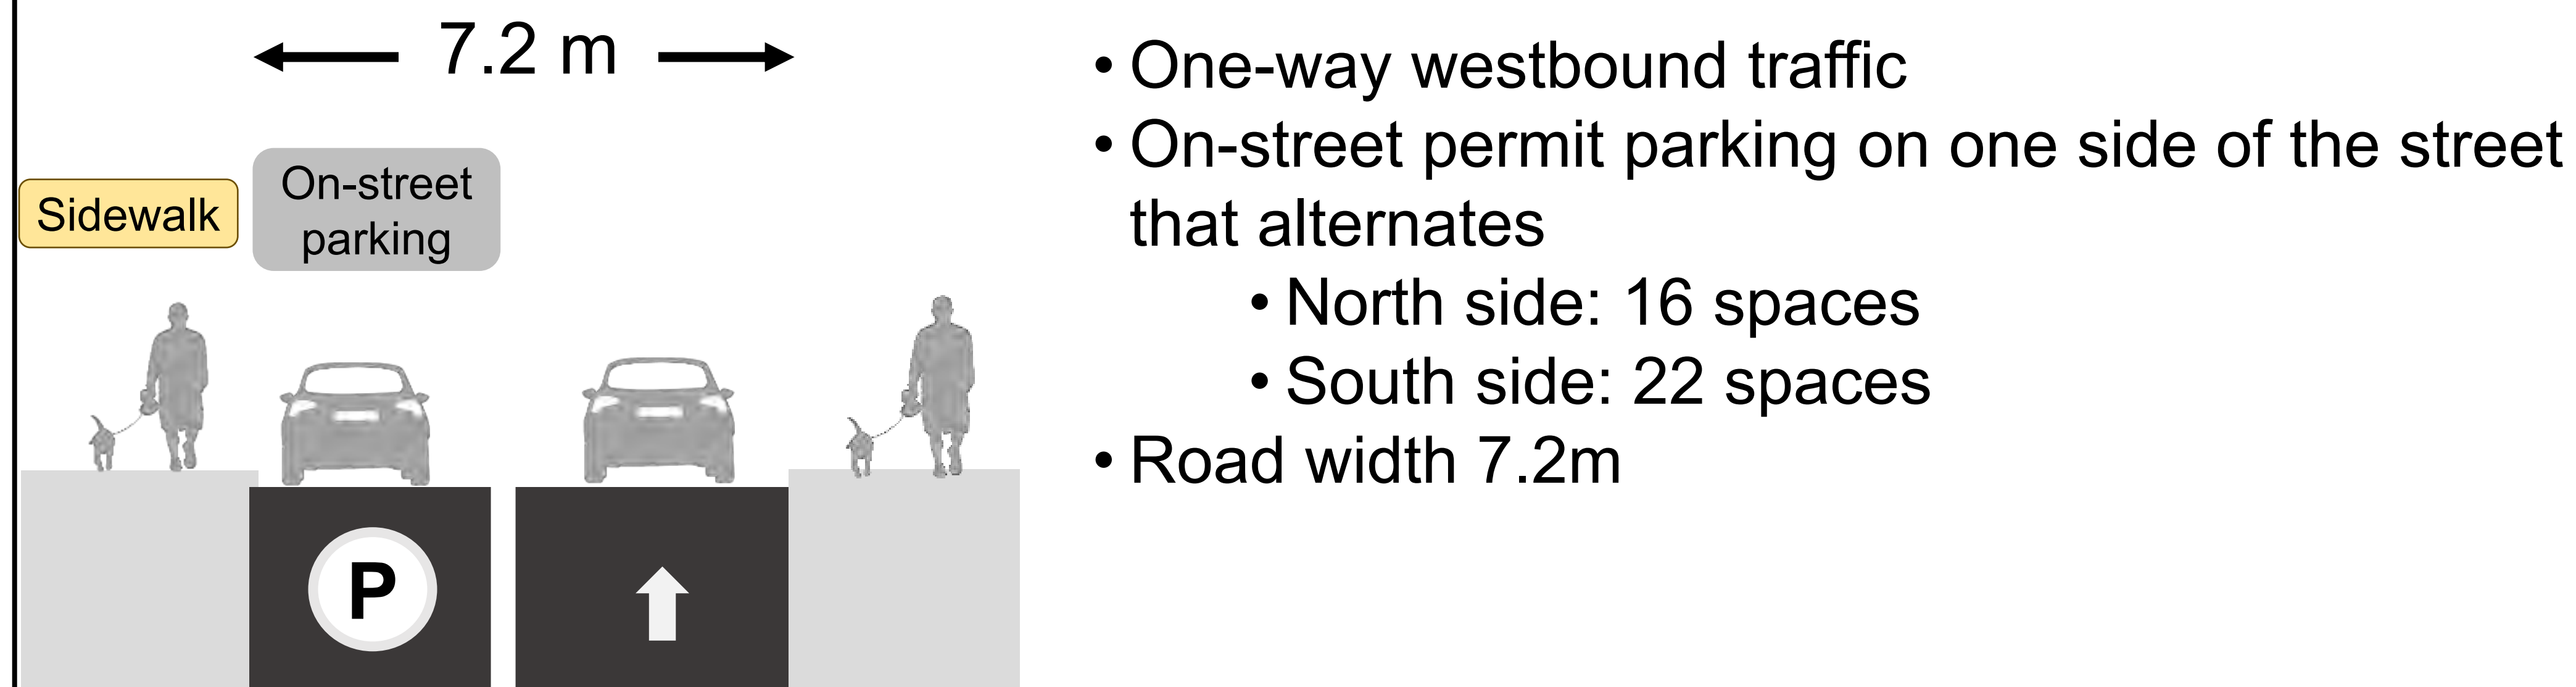 7.2 m
Sidewalk
On-street
parking
P
• One-way westbound traffic
• On-street permit parking on one side of the street
that alternates
• North side: 16 spaces
• South side: 22 spaces
• Road width 7.2m